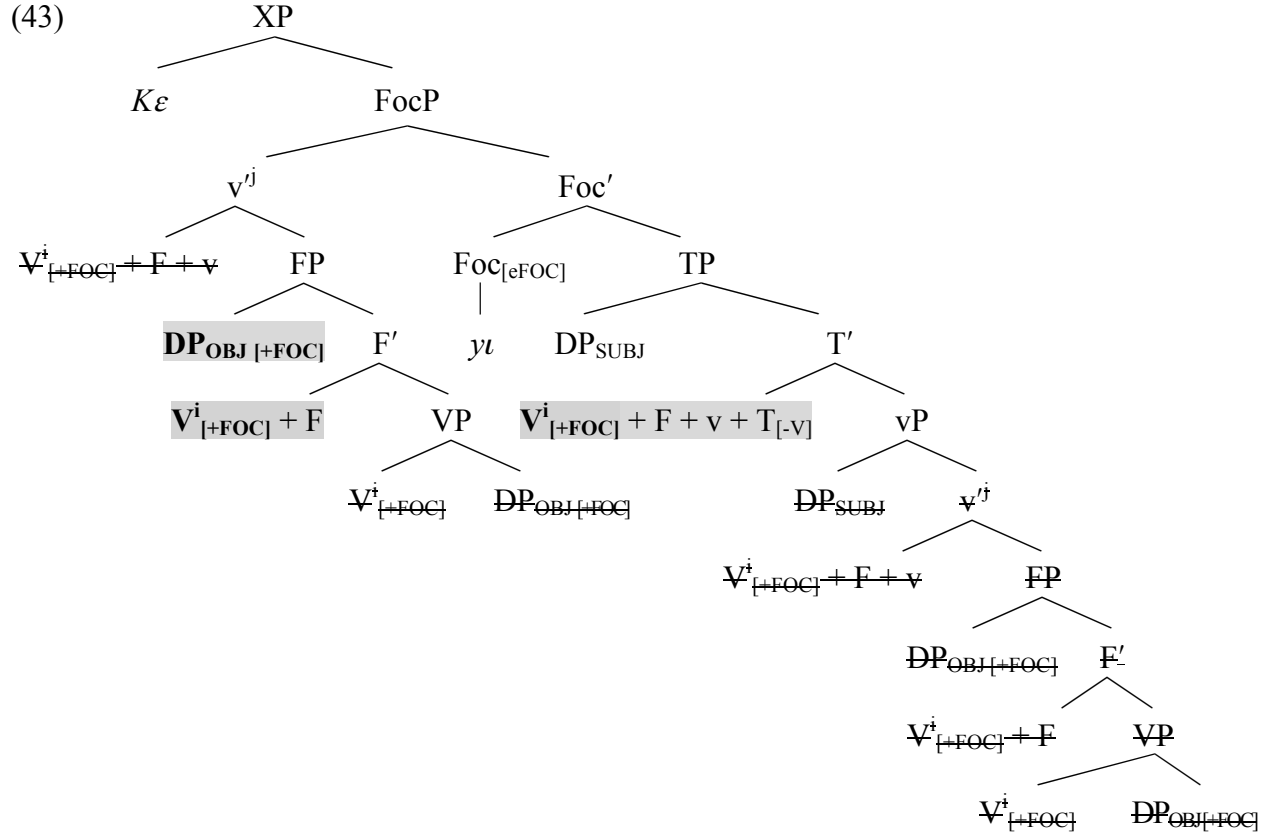 (43) XP
Kɛ FocP
v′ʲ Foc′
Vⁱ[+FOC] + F + v FP Foc[eFOC] TP
DPOBJ [+FOC] F′ yɩ DPSUBJ T′
Vⁱ[+FOC] + F VP Vⁱ[+FOC] + F + v + T[-V] vP
Vⁱ[+FOC] DPOBJ [+FOC] DPSUBJ v′ʲ
Vⁱ[+FOC] + F + v FP
DPOBJ [+FOC] F′
Vⁱ[+FOC] + F VP
Vⁱ[+FOC] DPOBJ[+FOC]